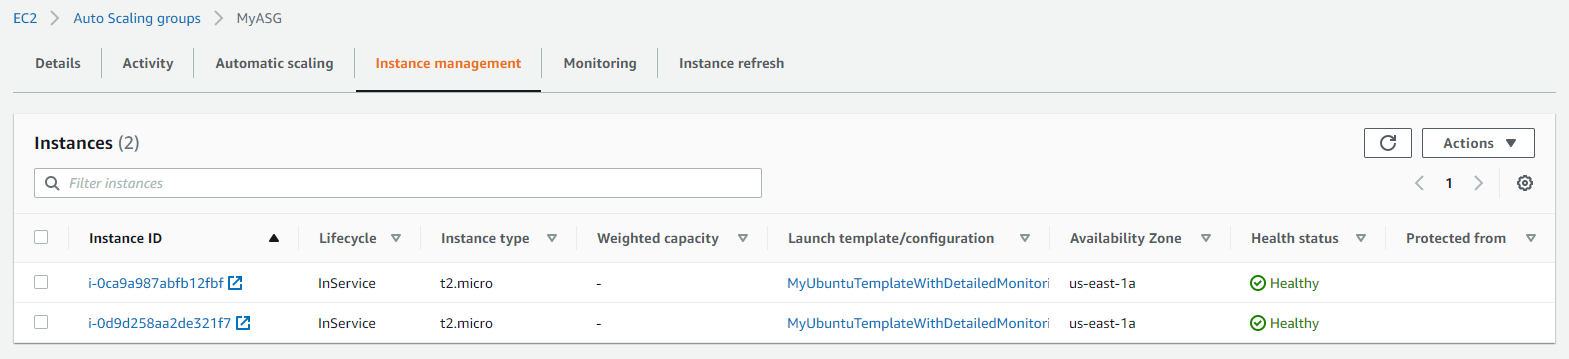 EC2 Auto Scaling groups MyASG
Details Activity Automatic scaling Instance management Monitoring Instance refresh
Instances (2)
Actions
Filter instances
1
Instance ID Lifecycle Instance type Weighted capacity Launch template/configuration Availability Zone Health status Protected from
i-0ca9a987abfb12fbf InService t2.micro - MyUbuntuTemplateWithDetailedMonitori us-east-1a Healthy
i-0d9d258aa2de321f7 InService t2.micro - MyUbuntuTemplateWithDetailedMonitori us-east-1a Healthy